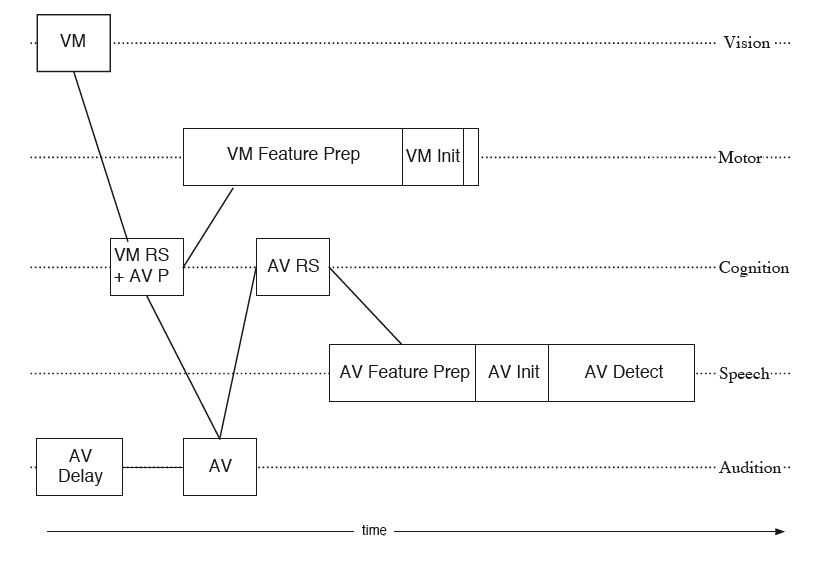 VM
Vision
VM Feature Prep
VM Init
Motor
VM RS
+ AV P
AV RS
Cognition
AV Feature Prep
AV Init
AV Detect
Speech
AV
Delay
AV
Audition
time